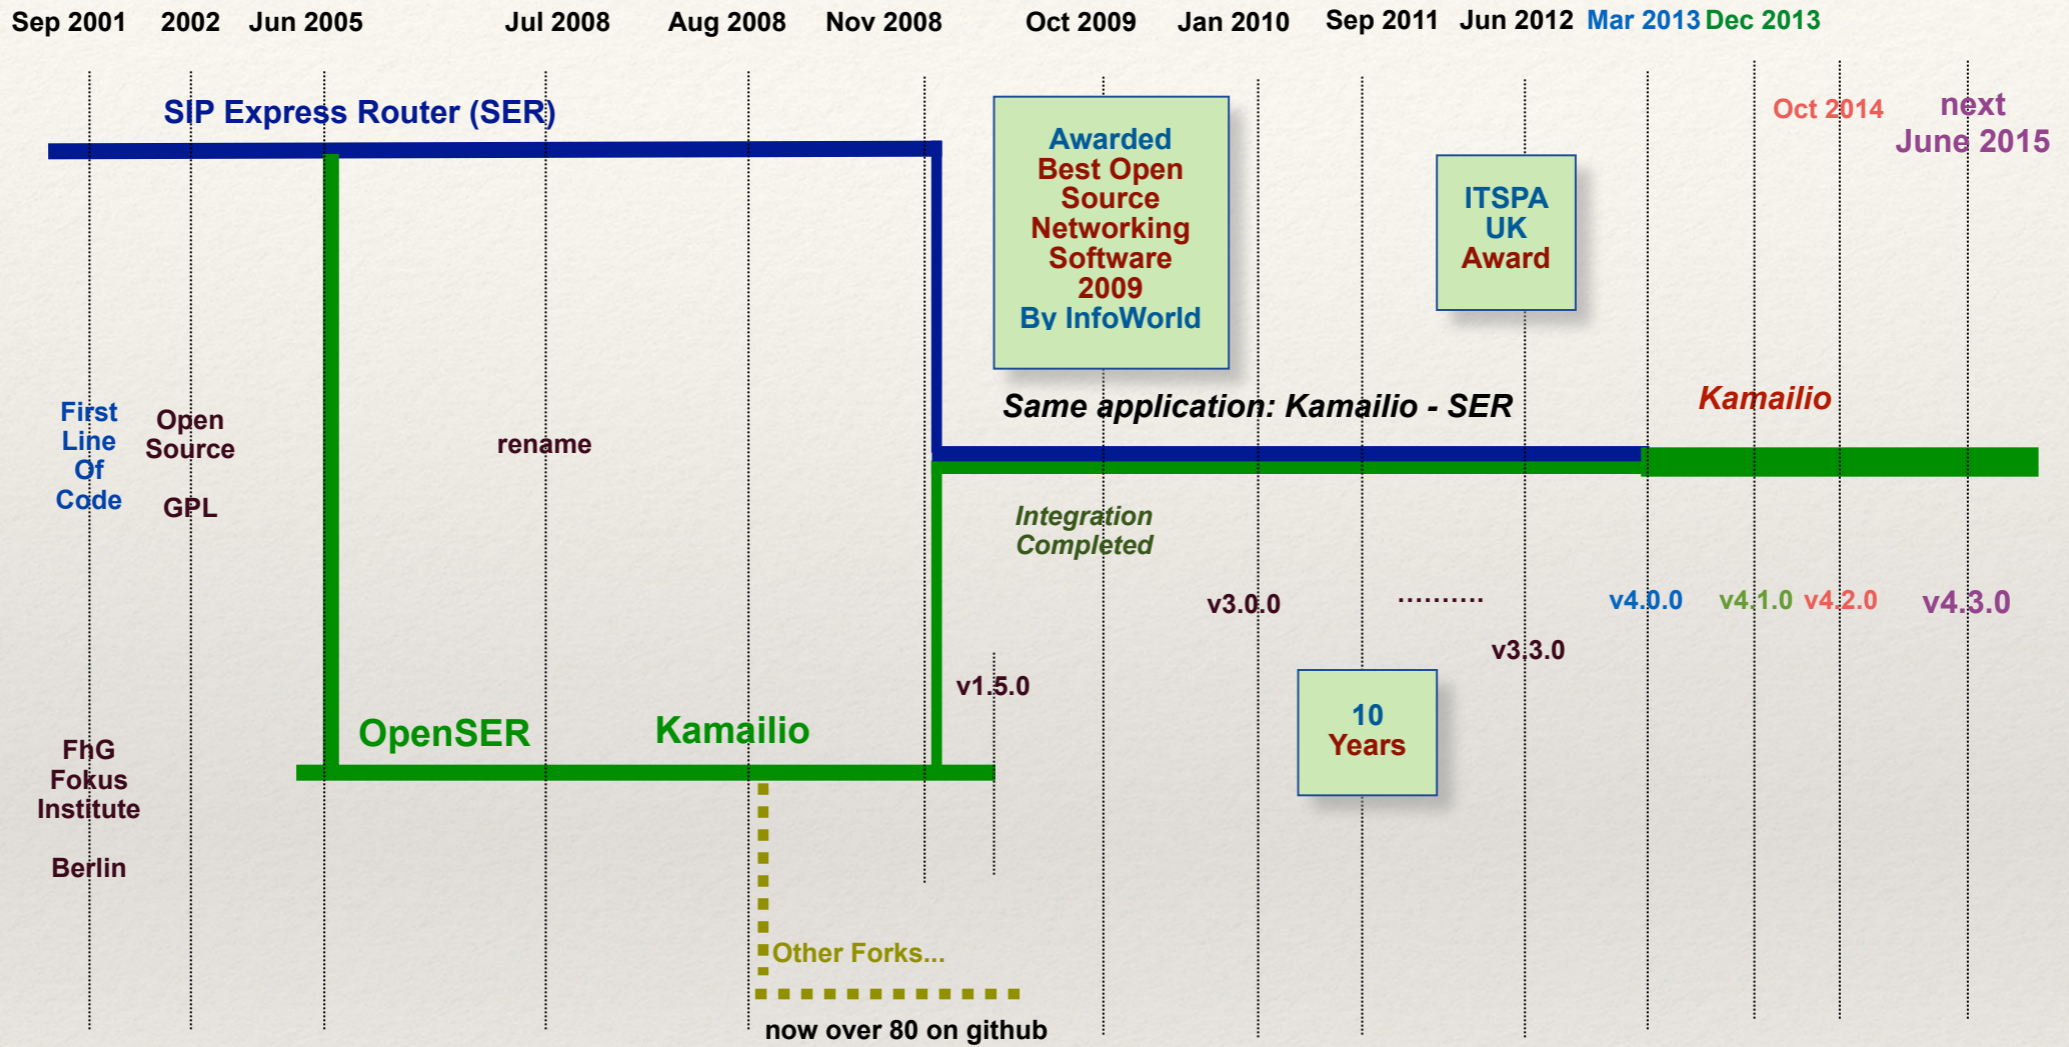 Sep 2001 2002 Jun 2005 Jul 2008 Aug 2008 Nov 2008 Oct 2009 Jan 2010 Sep 2011 Jun 2012 Mar 2013 Dec 2013
Oct 2014
next
June 2015
SIP Express Router (SER)
Awarded
Best Open
Source
Networking
Software
2009
By InfoWorld
ITSPA
UK
Award
Same application: Kamailio - SER
Kamailio
First
Line
Of
Code
Open
Source
GPL
rename
Integration
Completed
v3.0.0
..........
v3.3.0
v4.0.0
v4.1.0
v4.2.0
v4.3.0
v1.5.0
10
Years
OpenSER
Kamailio
FhG
Fokus
Institute
Berlin
Other Forks...
now over 80 on github